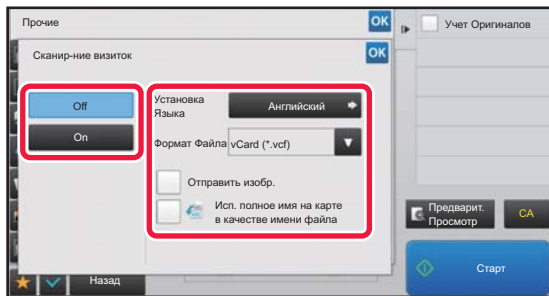 Прочие
OK
Учет Оригиналов
Сканир-ние визиток
OK
Off
On
Установка
Языка
Английский
Формат Файла
vCard (*.vcf)
Отправить изобр.
Исп. полное имя на карте
в качестве имени файла
Предварит.
Просмотр
CA
Старт
Назад